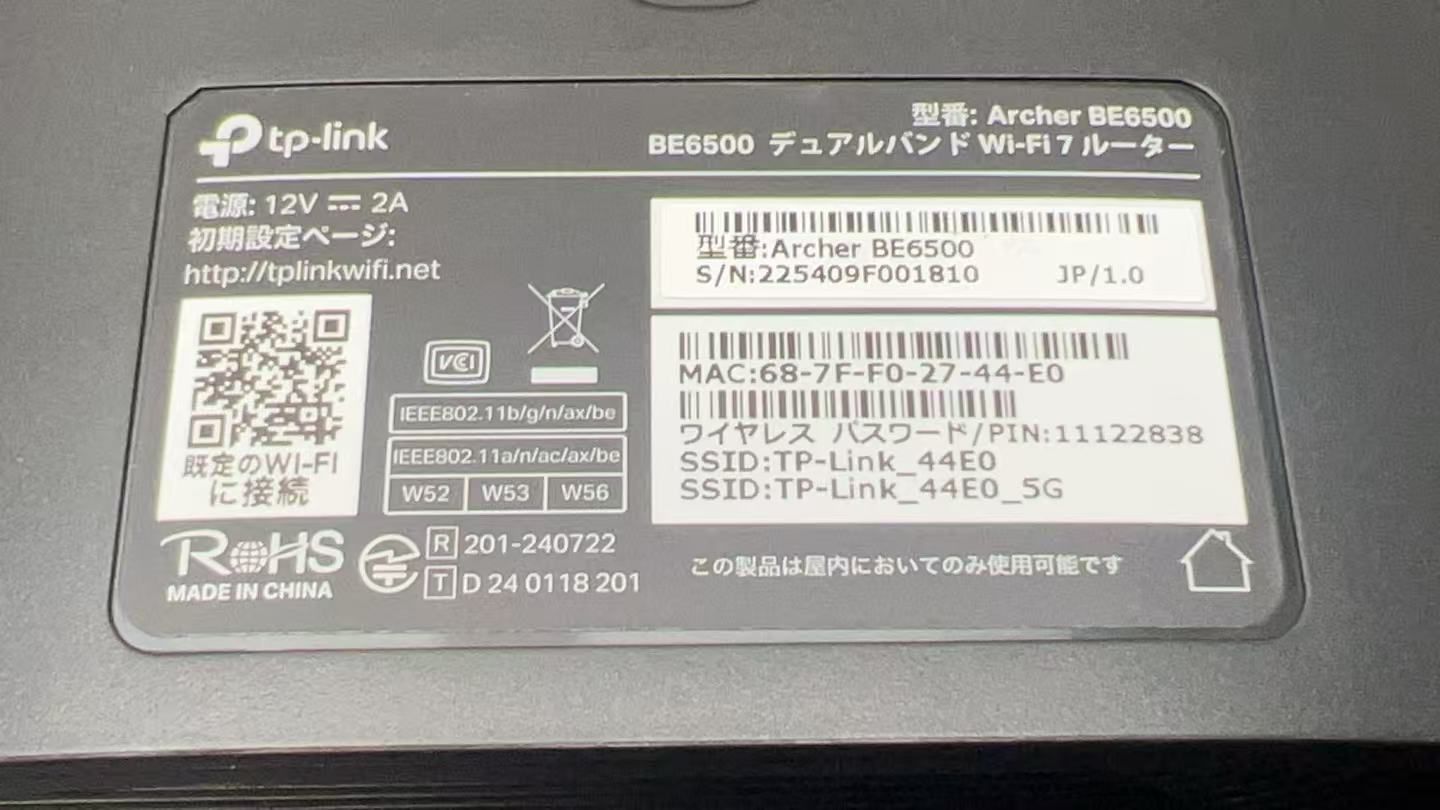 tp-link
型番: Archer BE6500
BE6500 デュアルバンド Wi-Fi 7 ルーター
電源: 12V ⎓ 2A
初期設定ページ:
http://tplinkwifi.net
既定のWI-FI
に接続
VCI
IEEE802.11b/g/n/ax/be
IEEE802.11a/n/ac/ax/be
W52 W53 W56
RoHS
MADE IN CHINA
R 201-240722
T D 24 0118 201
型番:Archer BE6500
S/N:225409F001810 JP/1.0
MAC:68-7F-F0-27-44-E0
ワイヤレス パスワード/PIN:11122838
SSID:TP-Link_44E0
SSID:TP-Link_44E0_5G
この製品は屋内においてのみ使用可能です